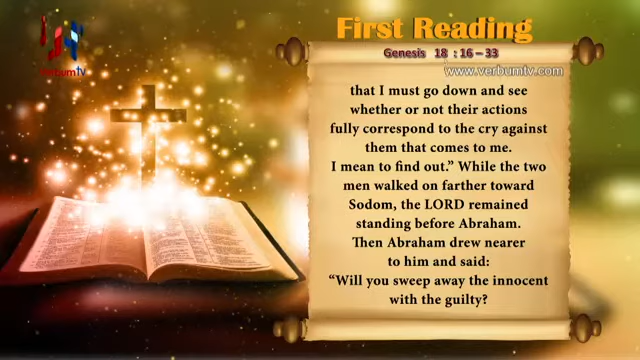 First Reading
Genesis 18 : 16 – 33
verbumtv
www.verbumtv.com
that I must go down and see
whether or not their actions
fully correspond to the cry against
them that comes to me.
I mean to find out.” While the two
men walked on farther toward
Sodom, the LORD remained
standing before Abraham.
Then Abraham drew nearer
to him and said:
“Will you sweep away the innocent
with the guilty?